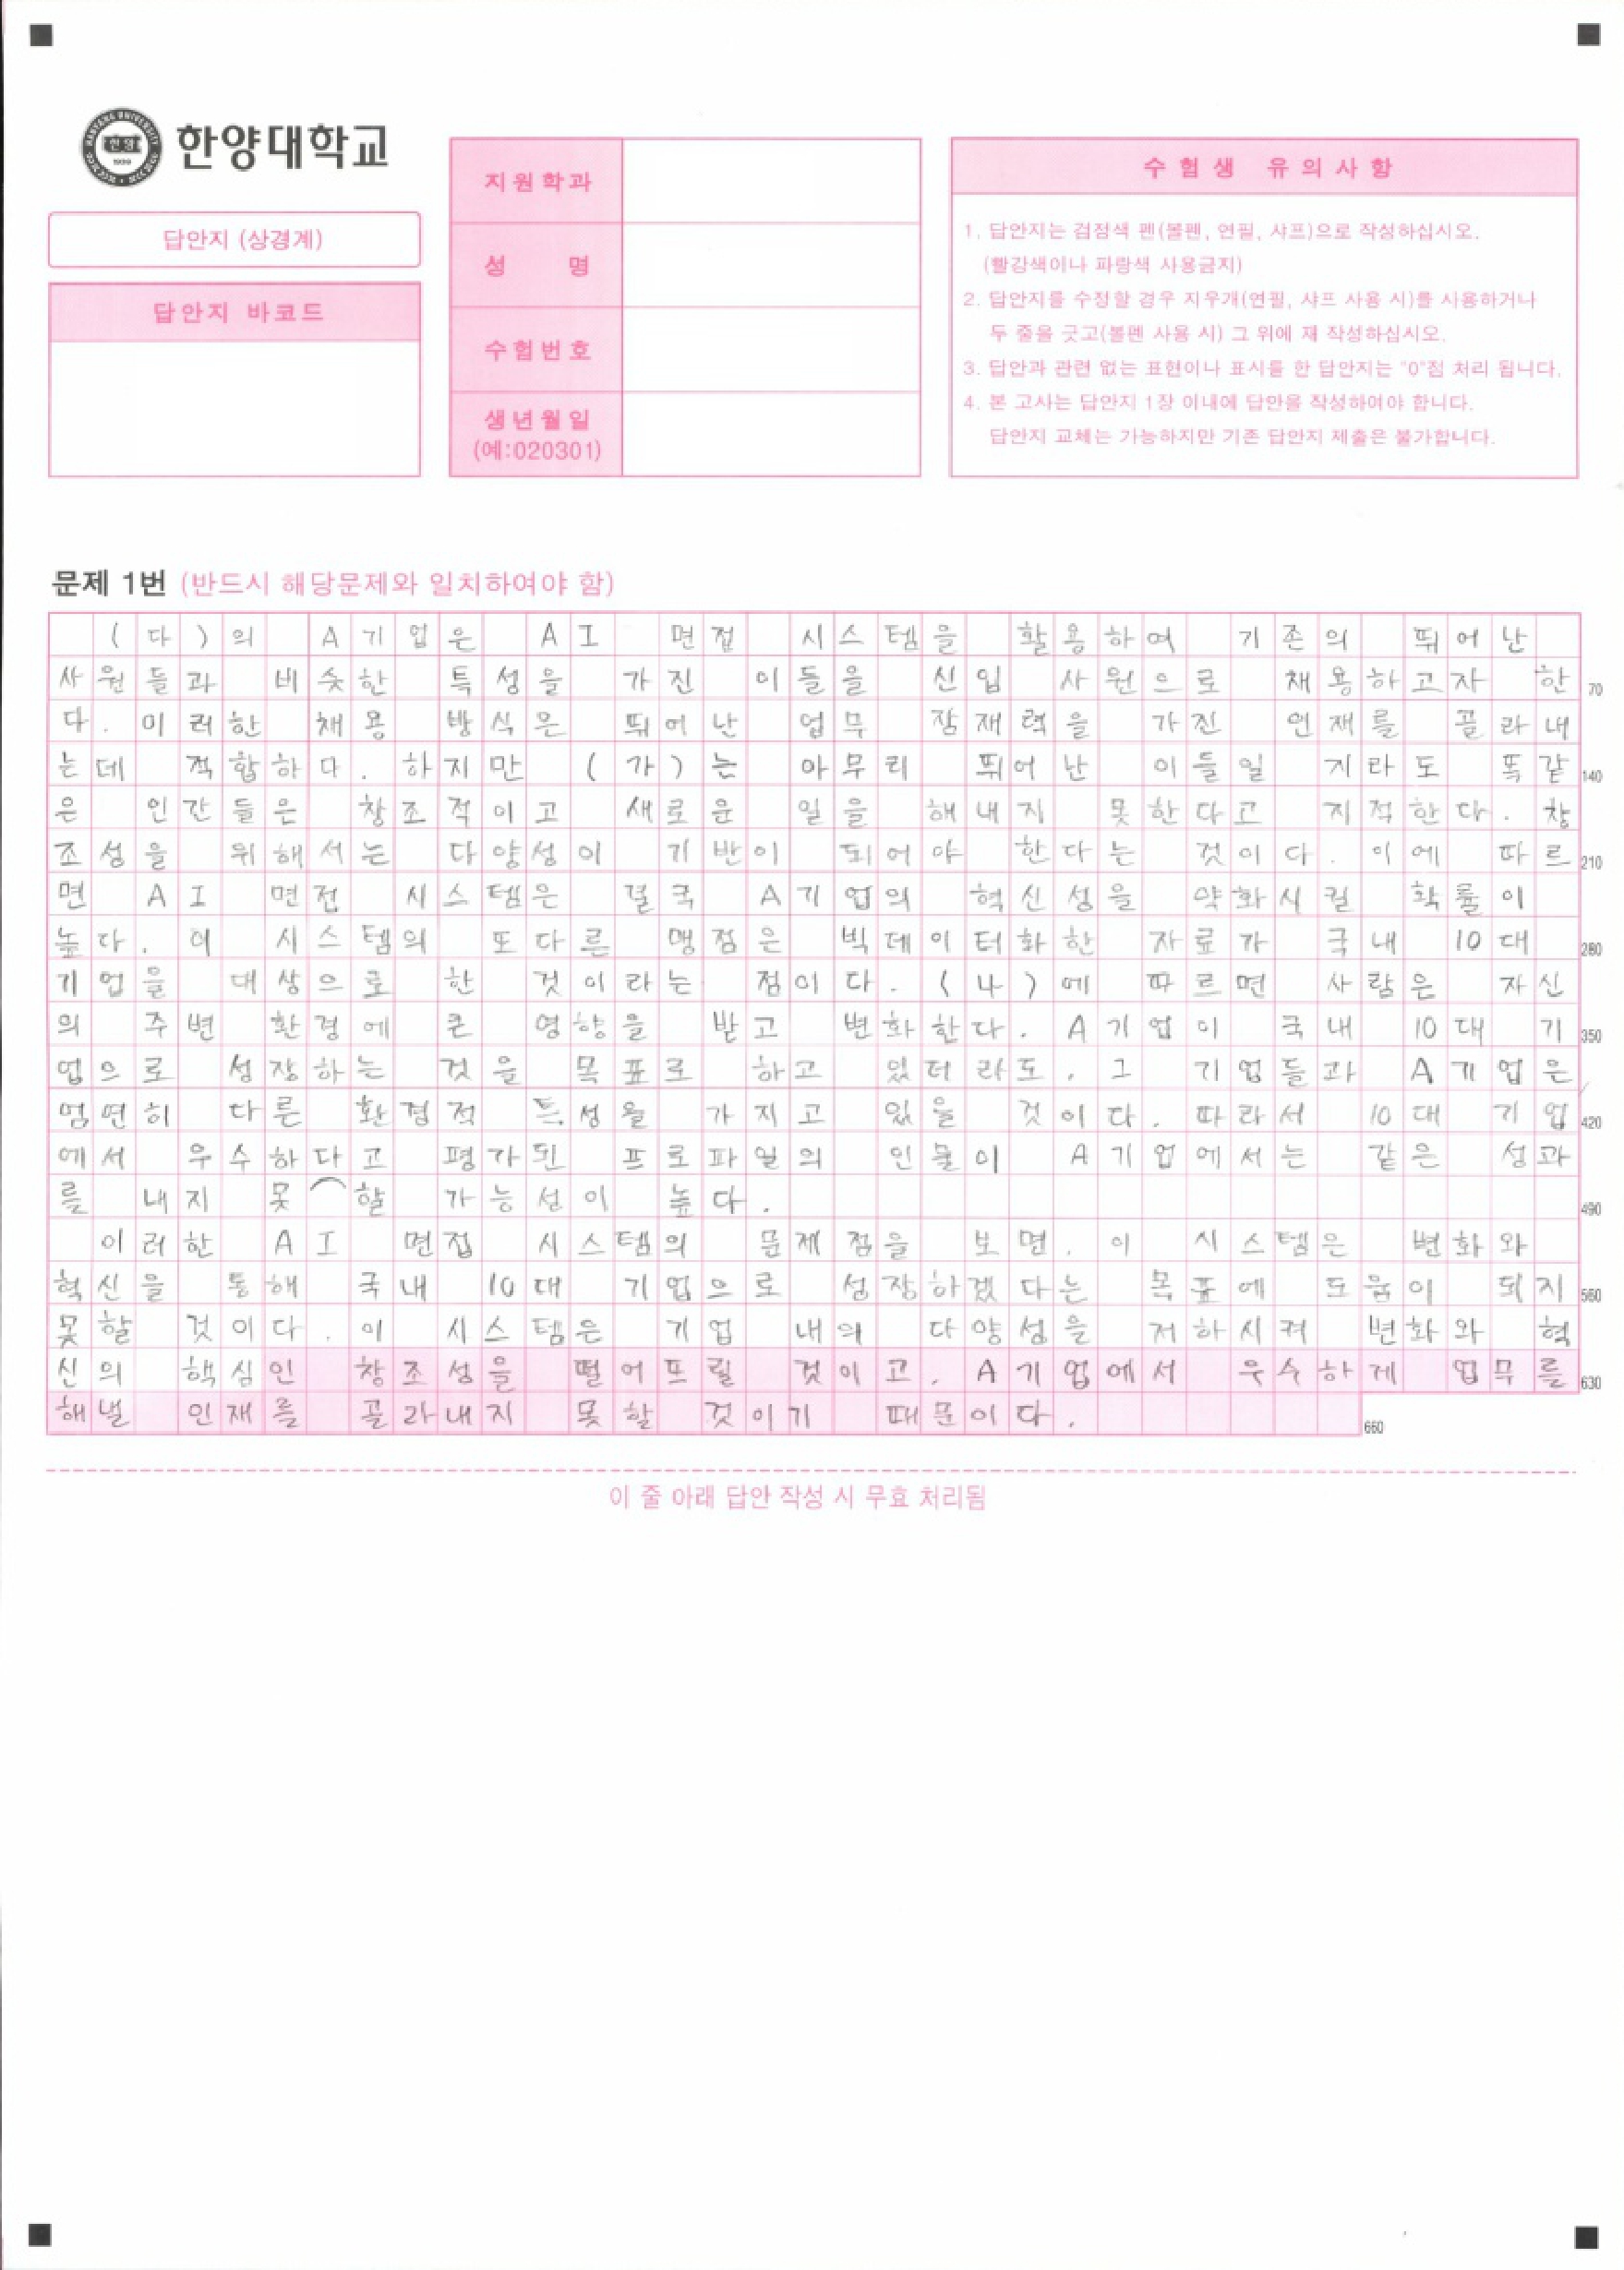 한양대학교
답안지 (상경계)
답안지 바코드
지원학과
성 명
수험번호
생년월일
(예:020301)
수험생 유의사항
1. 답안지는 검정색 펜(볼펜, 연필, 샤프)으로 작성하십시오.
(빨강색이나 파랑색 사용금지)
2. 답안지를 수정할 경우 지우개(연필, 샤프 사용 시)를 사용하거나
두 줄을 긋고(볼펜 사용 시) 그 위에 재 작성하십시오.
3. 답안과 관련 없는 표현이나 표시를 한 답안지는 "0"점 처리 됩니다.
4. 본 고사는 답안지 1장 이내에 답안을 작성하여야 합니다.
답안지 교체는 가능하지만 기존 답안지 제출은 불가합니다.
문제 1번 (반드시 해당문제와 일치하여야 함)
(다)의 A기업은 AI 면접 시스템을 활용하여 기존의 뛰어난
사원들과 비슷한 특성을 가진 이들을 신입 사원으로 채용하고자 한 70
다. 이러한 채용 방식은 뛰어난 업무 잠재력을 가진 인재를 골라내
는데 적합하다. 하지만 (가)는 아무리 뛰어난 이들일 지라도 똑같 140
은 인간들은 창조적이고 새로운 일을 해내지 못한다고 지적한다. 창
조성을 위해서는 다양성이 기반이 되어야 한다는 것이다. 이에 따르 210
면 AI 면전 시스템은 결국 A기업의 혁신성을 약화시킬 확률이
높다. 이 시스템의 또다른 맹점은 빅데이터화한 자료가 국내 10대 280
기업을 대상으로 한 것이라는 점이다. (나)에 따르면 사람은 자신
의 주변 환경에 큰 영향을 받고 변화한다. A기업이 국내 10대 기 350
업으로 성장하는 것을 목표로 하고 있더라도, 그 기업들과 A기업은
엄연히 다른 환경적 특성을 가지고 있을 것이다. 따라서 10대 기업 420
에서 우수하다고 평가된 프로파일의 인물이 A기업에서는 같은 성과
를 내지 못할 가능성이 높다. 490
이러한 AI 면접 시스템의 문제점을 보면, 이 시스템은 변화와
혁신을 통해 국내 10대 기업으로 성장하겠다는 목표에 도움이 되지 560
못할 것이다. 이 시스템은 기업 내의 다양성을 저하시켜 변화와 혁
신의 핵심인 창조성을 떨어뜨릴 것이고, A기업에서 우수하게 업무를 630
해낼 인재를 골라내지 못할 것이기 때문이다. 660
이 줄 아래 답안 작성 시 무효 처리됨